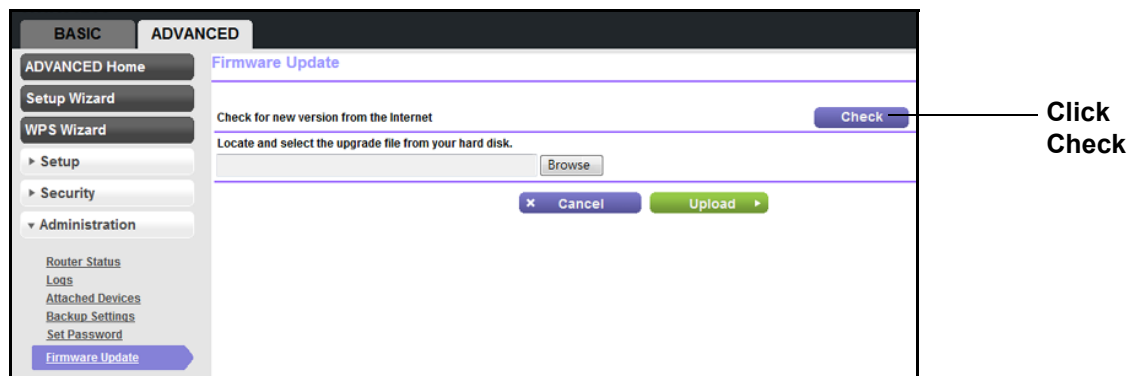 BASIC
ADVANCED
ADVANCED Home
Setup Wizard
WPS Wizard
Setup
Security
Administration
Router Status
Logs
Attached Devices
Backup Settings
Set Password
Firmware Update
Firmware Update
Check for new version from the Internet
Check
Locate and select the upgrade file from your hard disk.
Browse
Cancel
Upload
Click
Check